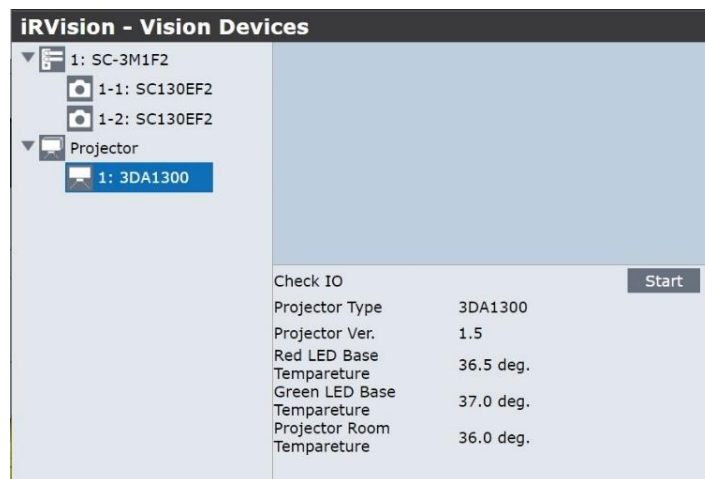 iRVision - Vision Devices
1: SC-3M1F2
1-1: SC130EF2
1-2: SC130EF2
Projector
1: 3DA1300
Check IO Start
Projector Type 3DA1300
Projector Ver. 1.5
Red LED Base
Tempareture 36.5 deg.
Green LED Base
Tempareture 37.0 deg.
Projector Room
Tempareture 36.0 deg.